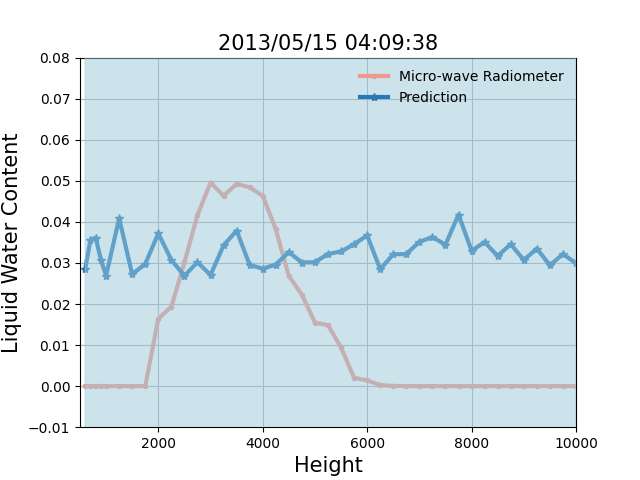 2013/05/15 04:09:38
Micro-wave Radiometer
Prediction
Liquid Water Content
0.08
0.07
0.06
0.05
0.04
0.03
0.02
0.01
0.00
−0.01
2000 4000 6000 8000 10000
Height